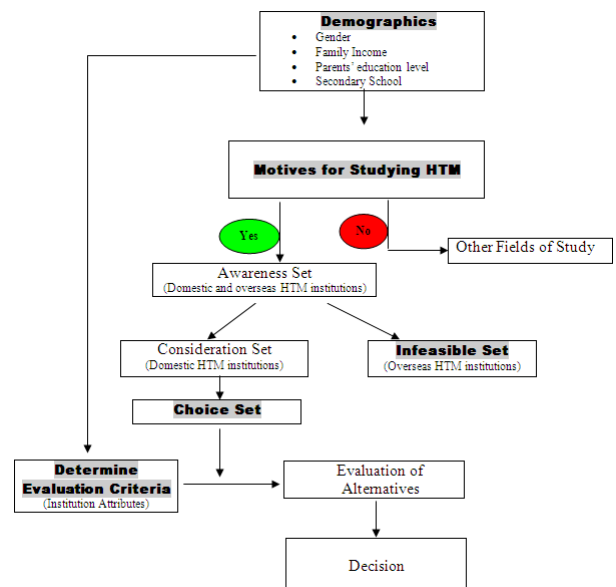 Demographics
• Gender
• Family Income
• Parents' education level
• Secondary School
Motives for Studying HTM
Yes
No
Other Fields of Study
Awareness Set
(Domestic and overseas HTM institutions)
Consideration Set
(Domestic HTM institutions)
Infeasible Set
(Overseas HTM institutions)
Choice Set
Determine
Evaluation Criteria
(Institution Attributes)
Evaluation of
Alternatives
Decision